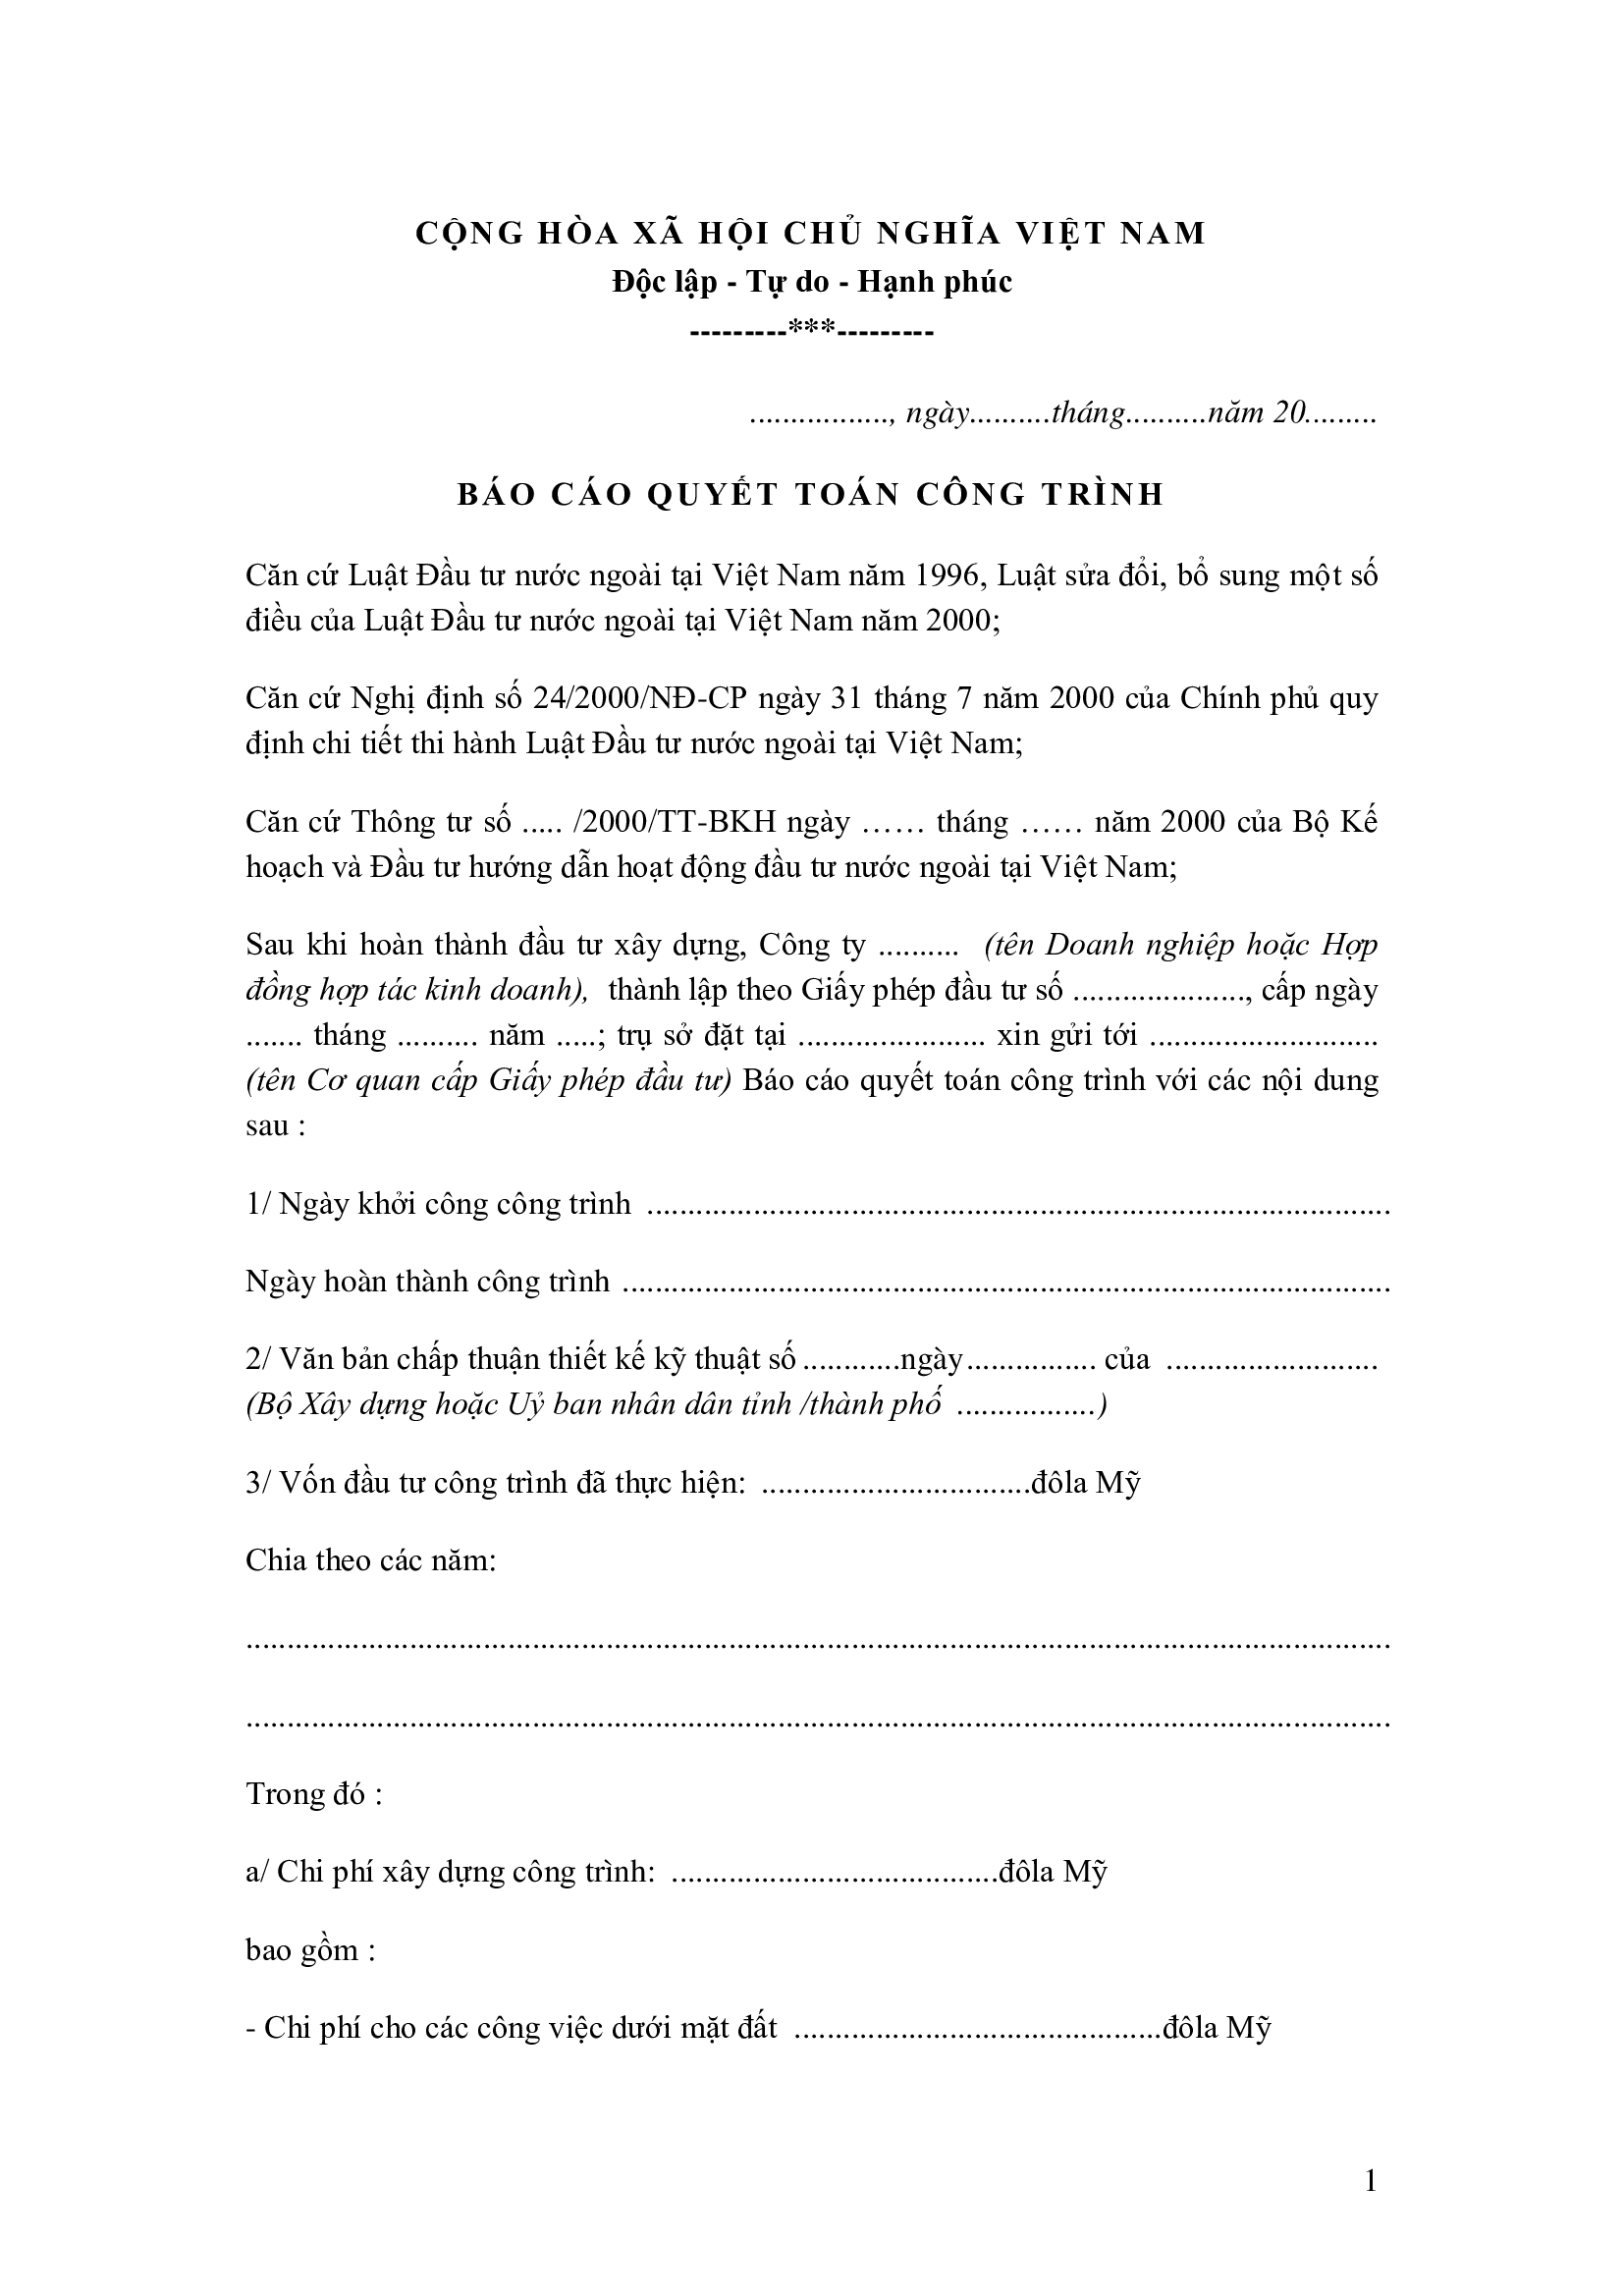 CỘNG HÒA XÃ HỘI CHỦ NGHĨA VIỆT NAM
Độc lập - Tự do - Hạnh phúc
---------***---------
................., ngày..........tháng..........năm 20.........
BÁO CÁO QUYẾT TOÁN CÔNG TRÌNH
Căn cứ Luật Đầu tư nước ngoài tại Việt Nam năm 1996, Luật sửa đổi, bổ sung một số
điều của Luật Đầu tư nước ngoài tại Việt Nam năm 2000;
Căn cứ Nghị định số 24/2000/NĐ-CP ngày 31 tháng 7 năm 2000 của Chính phủ quy
định chi tiết thi hành Luật Đầu tư nước ngoài tại Việt Nam;
Căn cứ Thông tư số ..... /2000/TT-BKH ngày …… tháng …… năm 2000 của Bộ Kế
hoạch và Đầu tư hướng dẫn hoạt động đầu tư nước ngoài tại Việt Nam;
Sau khi hoàn thành đầu tư xây dựng, Công ty .......... (tên Doanh nghiệp hoặc Hợp
đồng hợp tác kinh doanh), thành lập theo Giấy phép đầu tư số ....................., cấp ngày
....... tháng .......... năm .....; trụ sở đặt tại ....................... xin gửi tới ............................
(tên Cơ quan cấp Giấy phép đầu tư) Báo cáo quyết toán công trình với các nội dung
sau :
1/ Ngày khởi công công trình ...........................................................................................
Ngày hoàn thành công trình ..............................................................................................
2/ Văn bản chấp thuận thiết kế kỹ thuật số ............ngày................ của ..........................
(Bộ Xây dựng hoặc Uỷ ban nhân dân tỉnh /thành phố .................)
3/ Vốn đầu tư công trình đã thực hiện: .................................đôla Mỹ
Chia theo các năm:
............................................................................................................................................
............................................................................................................................................
Trong đó :
a/ Chi phí xây dựng công trình: ........................................đôla Mỹ
bao gồm :
- Chi phí cho các công việc dưới mặt đất .............................................đôla Mỹ
1